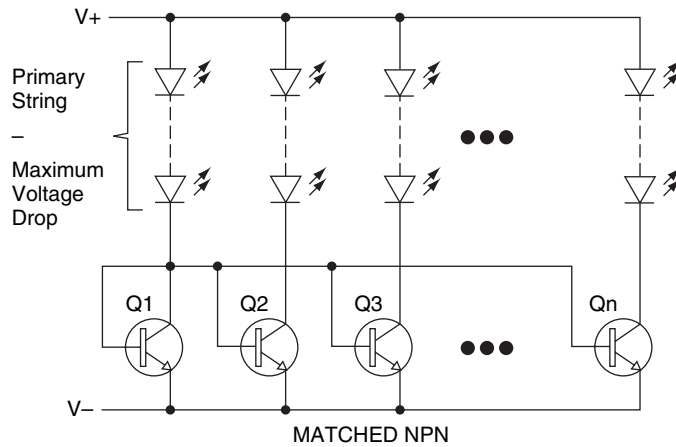 V+
Primary
String
–
Maximum
Voltage
Drop
Q1
Q2
Q3
Qn
V–
MATCHED NPN